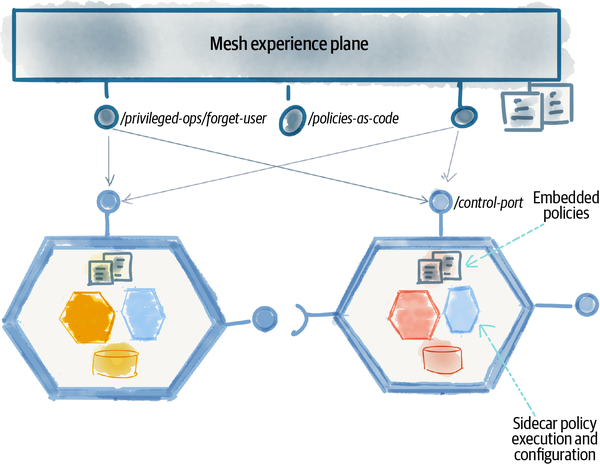 Mesh experience plane
/privileged-ops/forget-user
/policies-as-code
/control-port
Embedded
policies
Sidecar policy
execution and
configuration